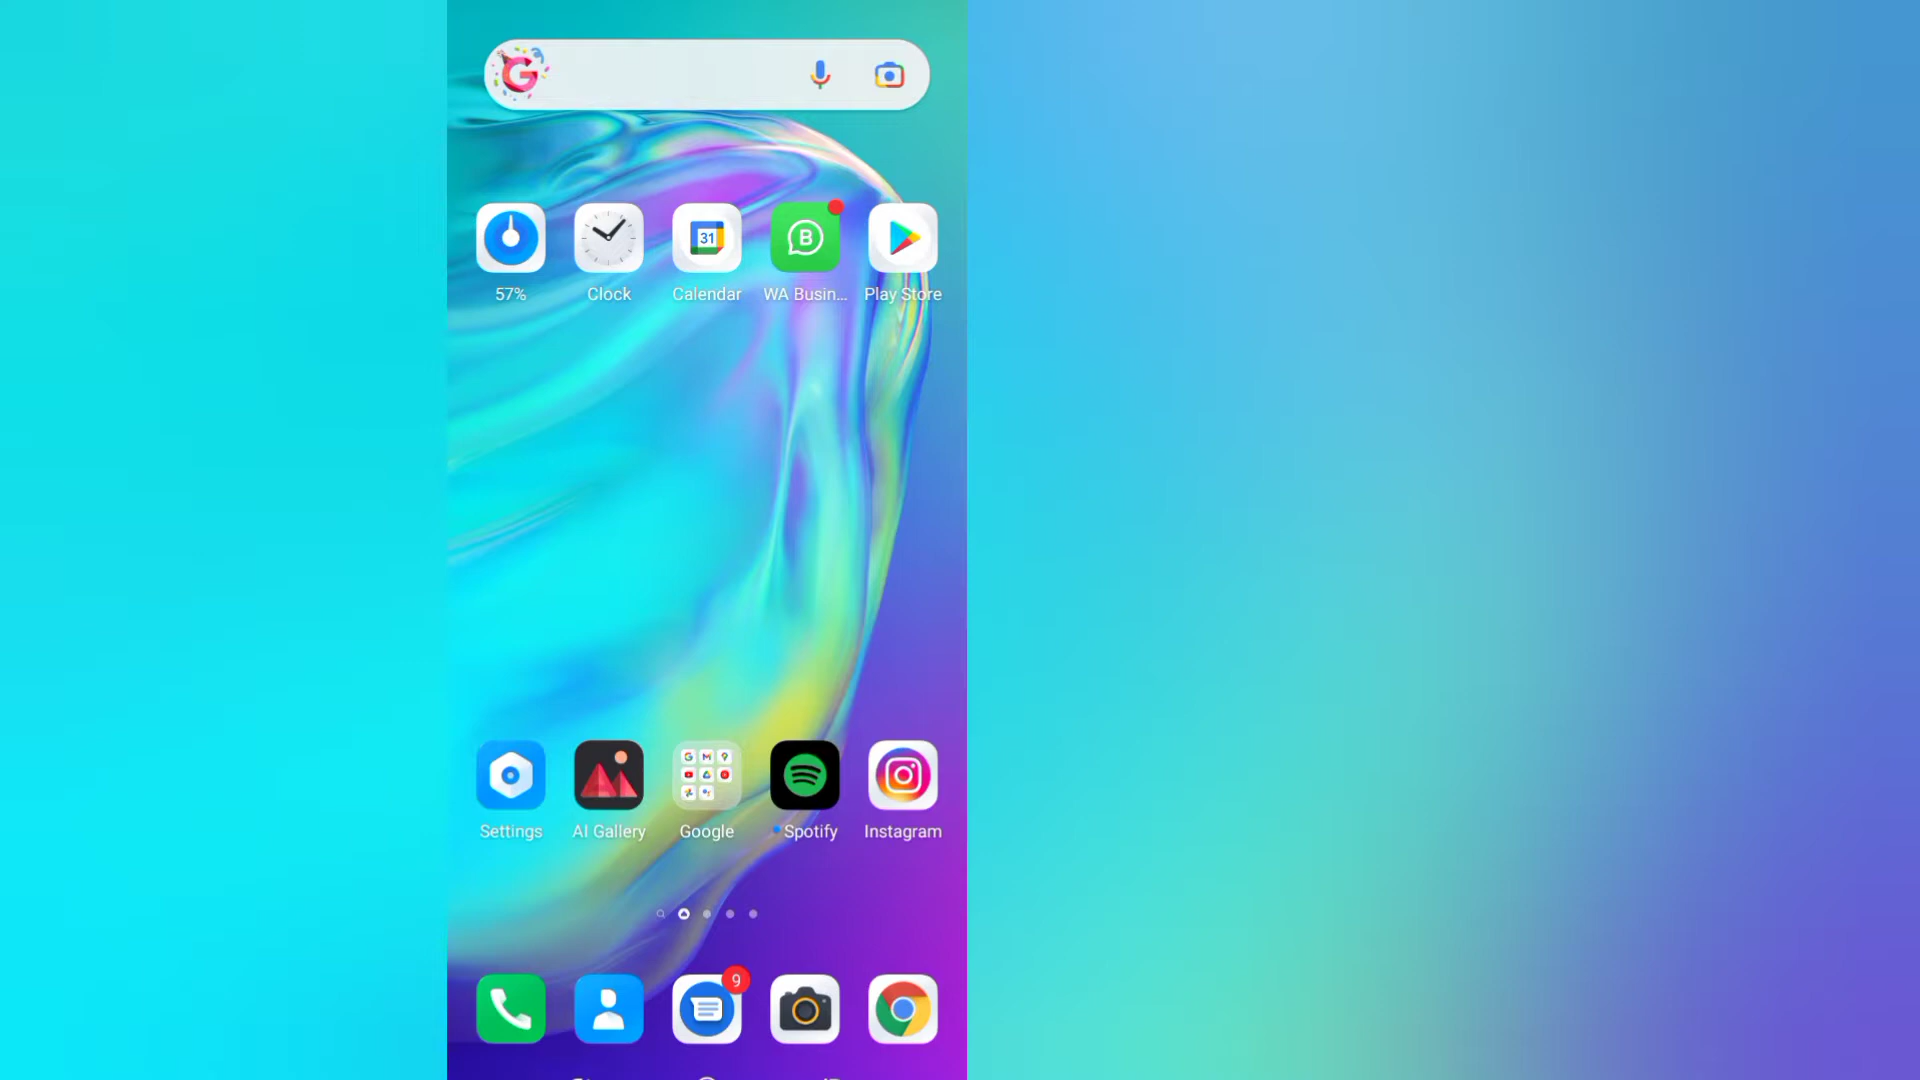 G
57%
Clock
31
Calendar
B
WA Busin...
Play Store
Settings
AI Gallery
Google
Spotify
Instagram
9